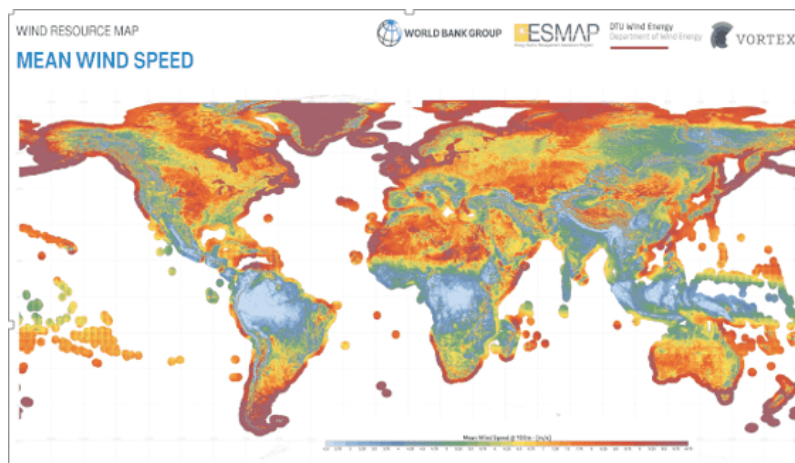 WIND RESOURCE MAP
MEAN WIND SPEED
WORLD BANK GROUP
ESMAP
DTU Wind Energy
Department of Wind Energy
VORTEX
Mean Wind Speed @ 100m - [m/s]